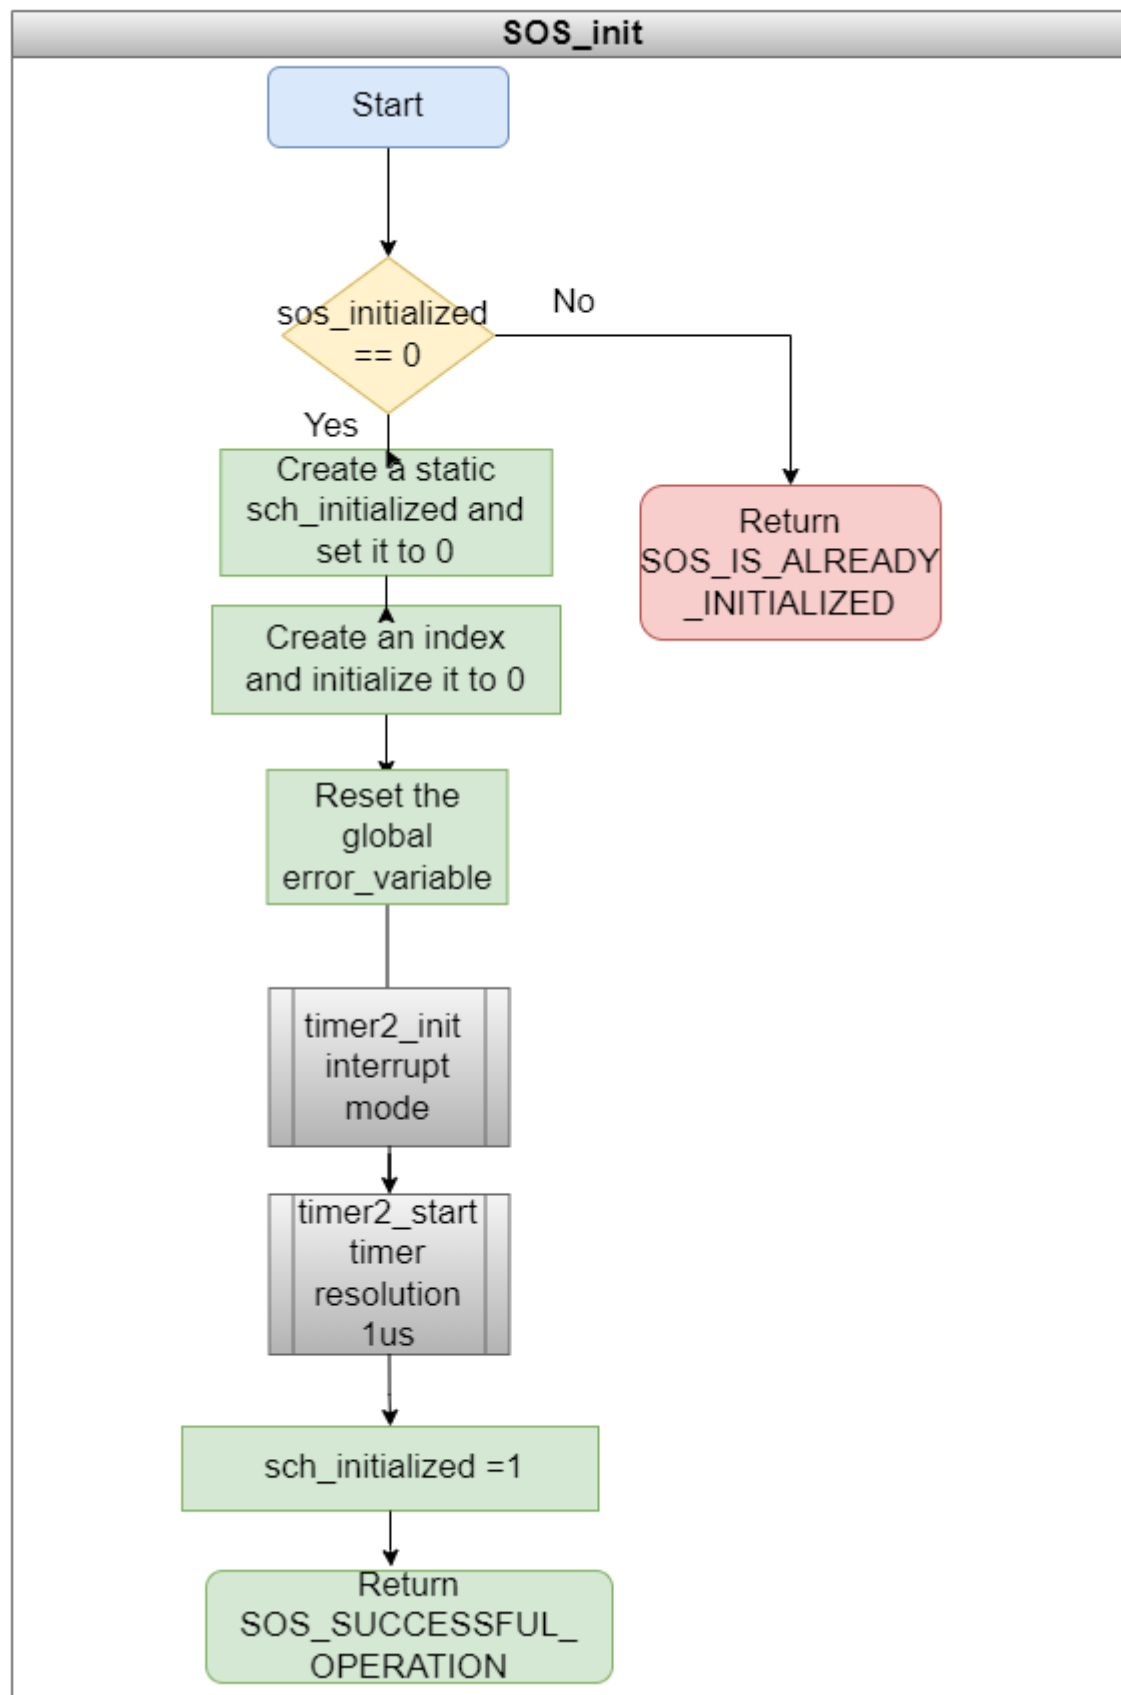 SOS_init
Start
sos_initialized
== 0
No
Yes
Create a static
sch_initialized and
set it to 0
Return
SOS_IS_ALREADY
_INITIALIZED
Create an index
and initialize it to 0
Reset the
global
error_variable
timer2_init
interrupt
mode
timer2_start
timer
resolution
1us
sch_initialized =1
Return
SOS_SUCCESSFUL_
OPERATION